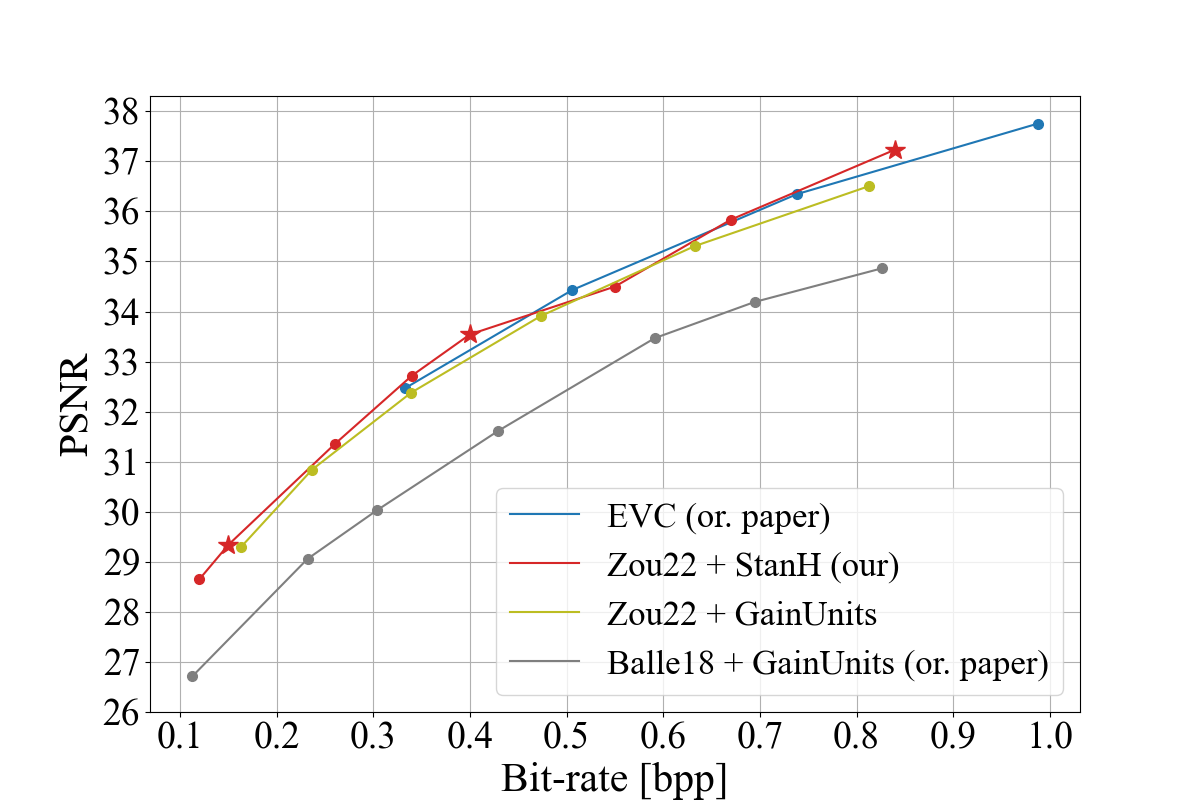 38
37
36
35
34
33
32
31
30
29
28
27
26
PSNR
EVC (or. paper)
Zou22 + StanH (our)
Zou22 + GainUnits
Balle18 + GainUnits (or. paper)
0.1 0.2 0.3 0.4 0.5 0.6 0.7 0.8 0.9 1.0
Bit-rate [bpp]